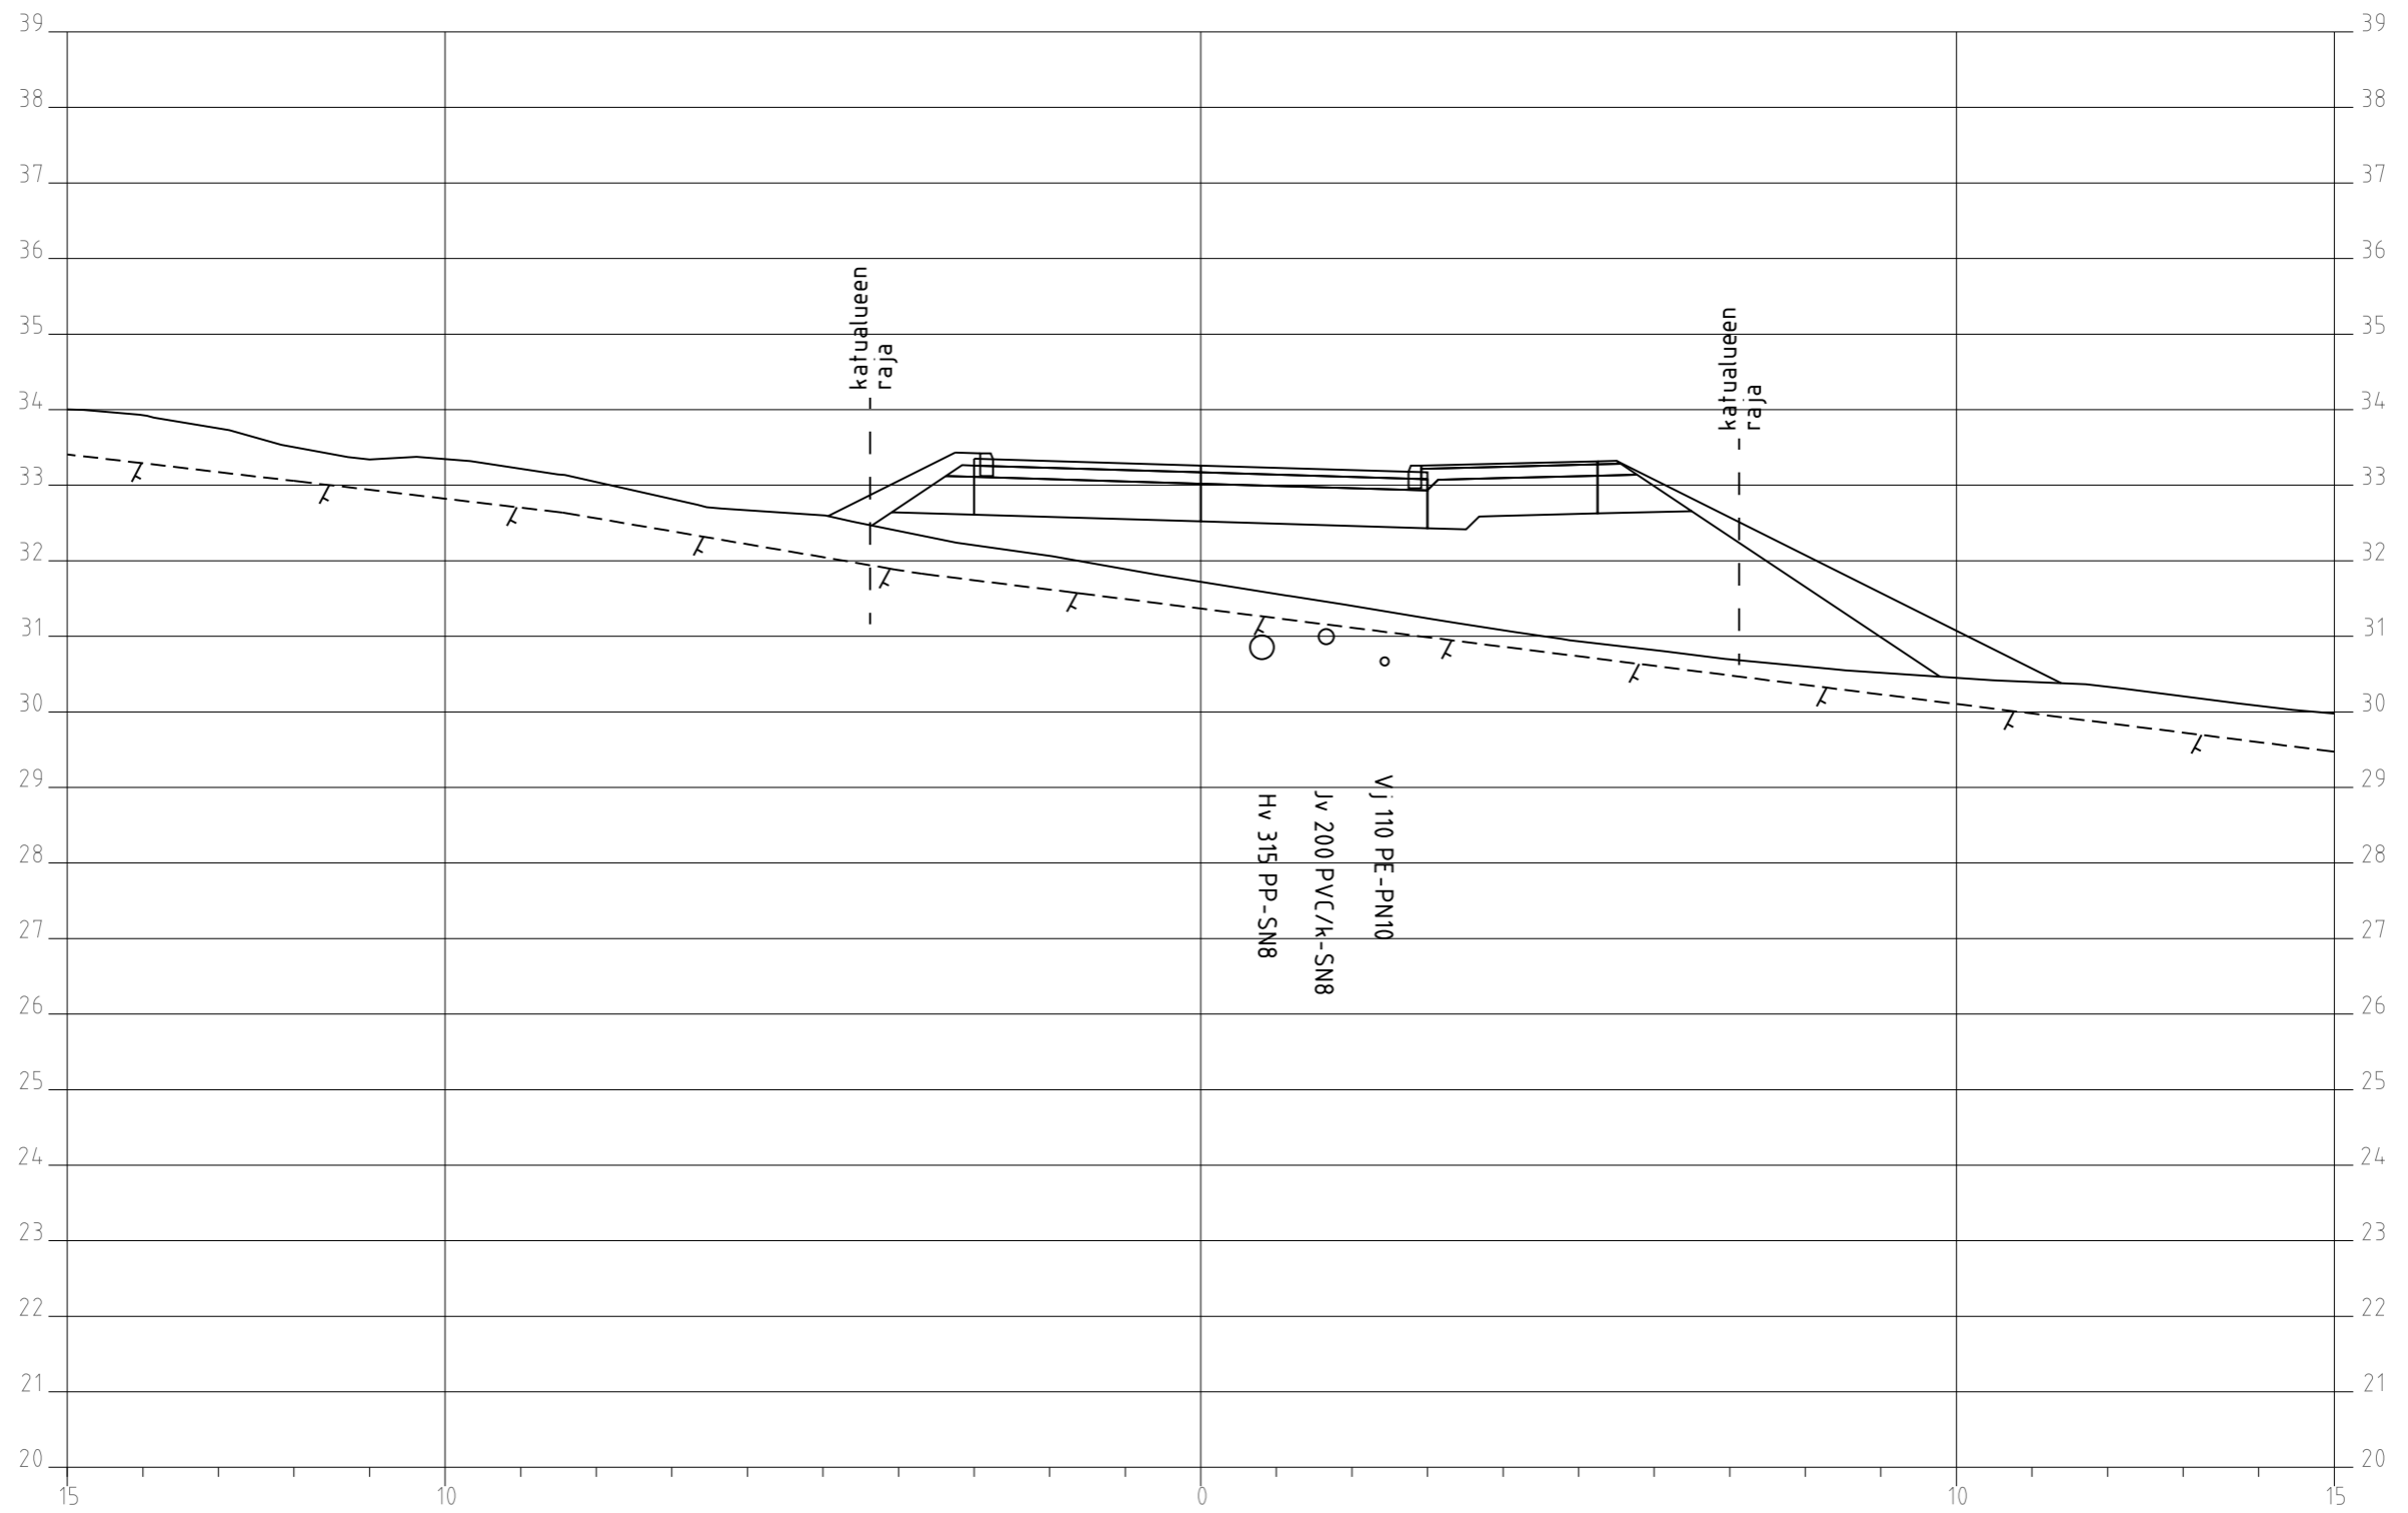 39 39
38 38
37 37
36 36
35 35
34 34
33 33
32 32
31 31
30 30
29 29
28 28
27 27
26 26
25 25
24 24
23 23
22 22
21 21
20 20
15 10 0 10 15
katualueen
raja
katualueen
raja
Hv 315 PP-SN8
Jv 200 PVC/k-SN8
Vj 110 PE-PN10